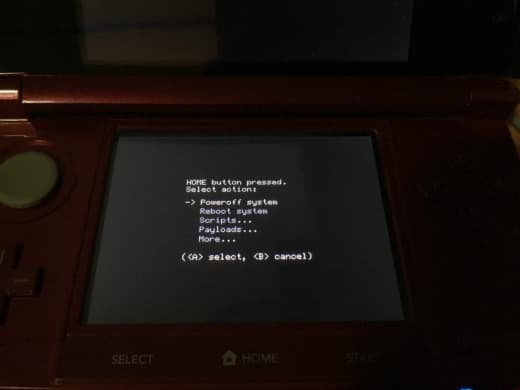 HOME button pressed.
Select action:
-> Poweroff system
Reboot system
Scripts...
Payloads...
More...
(<A> select, <B> cancel)
SELECT HOME START